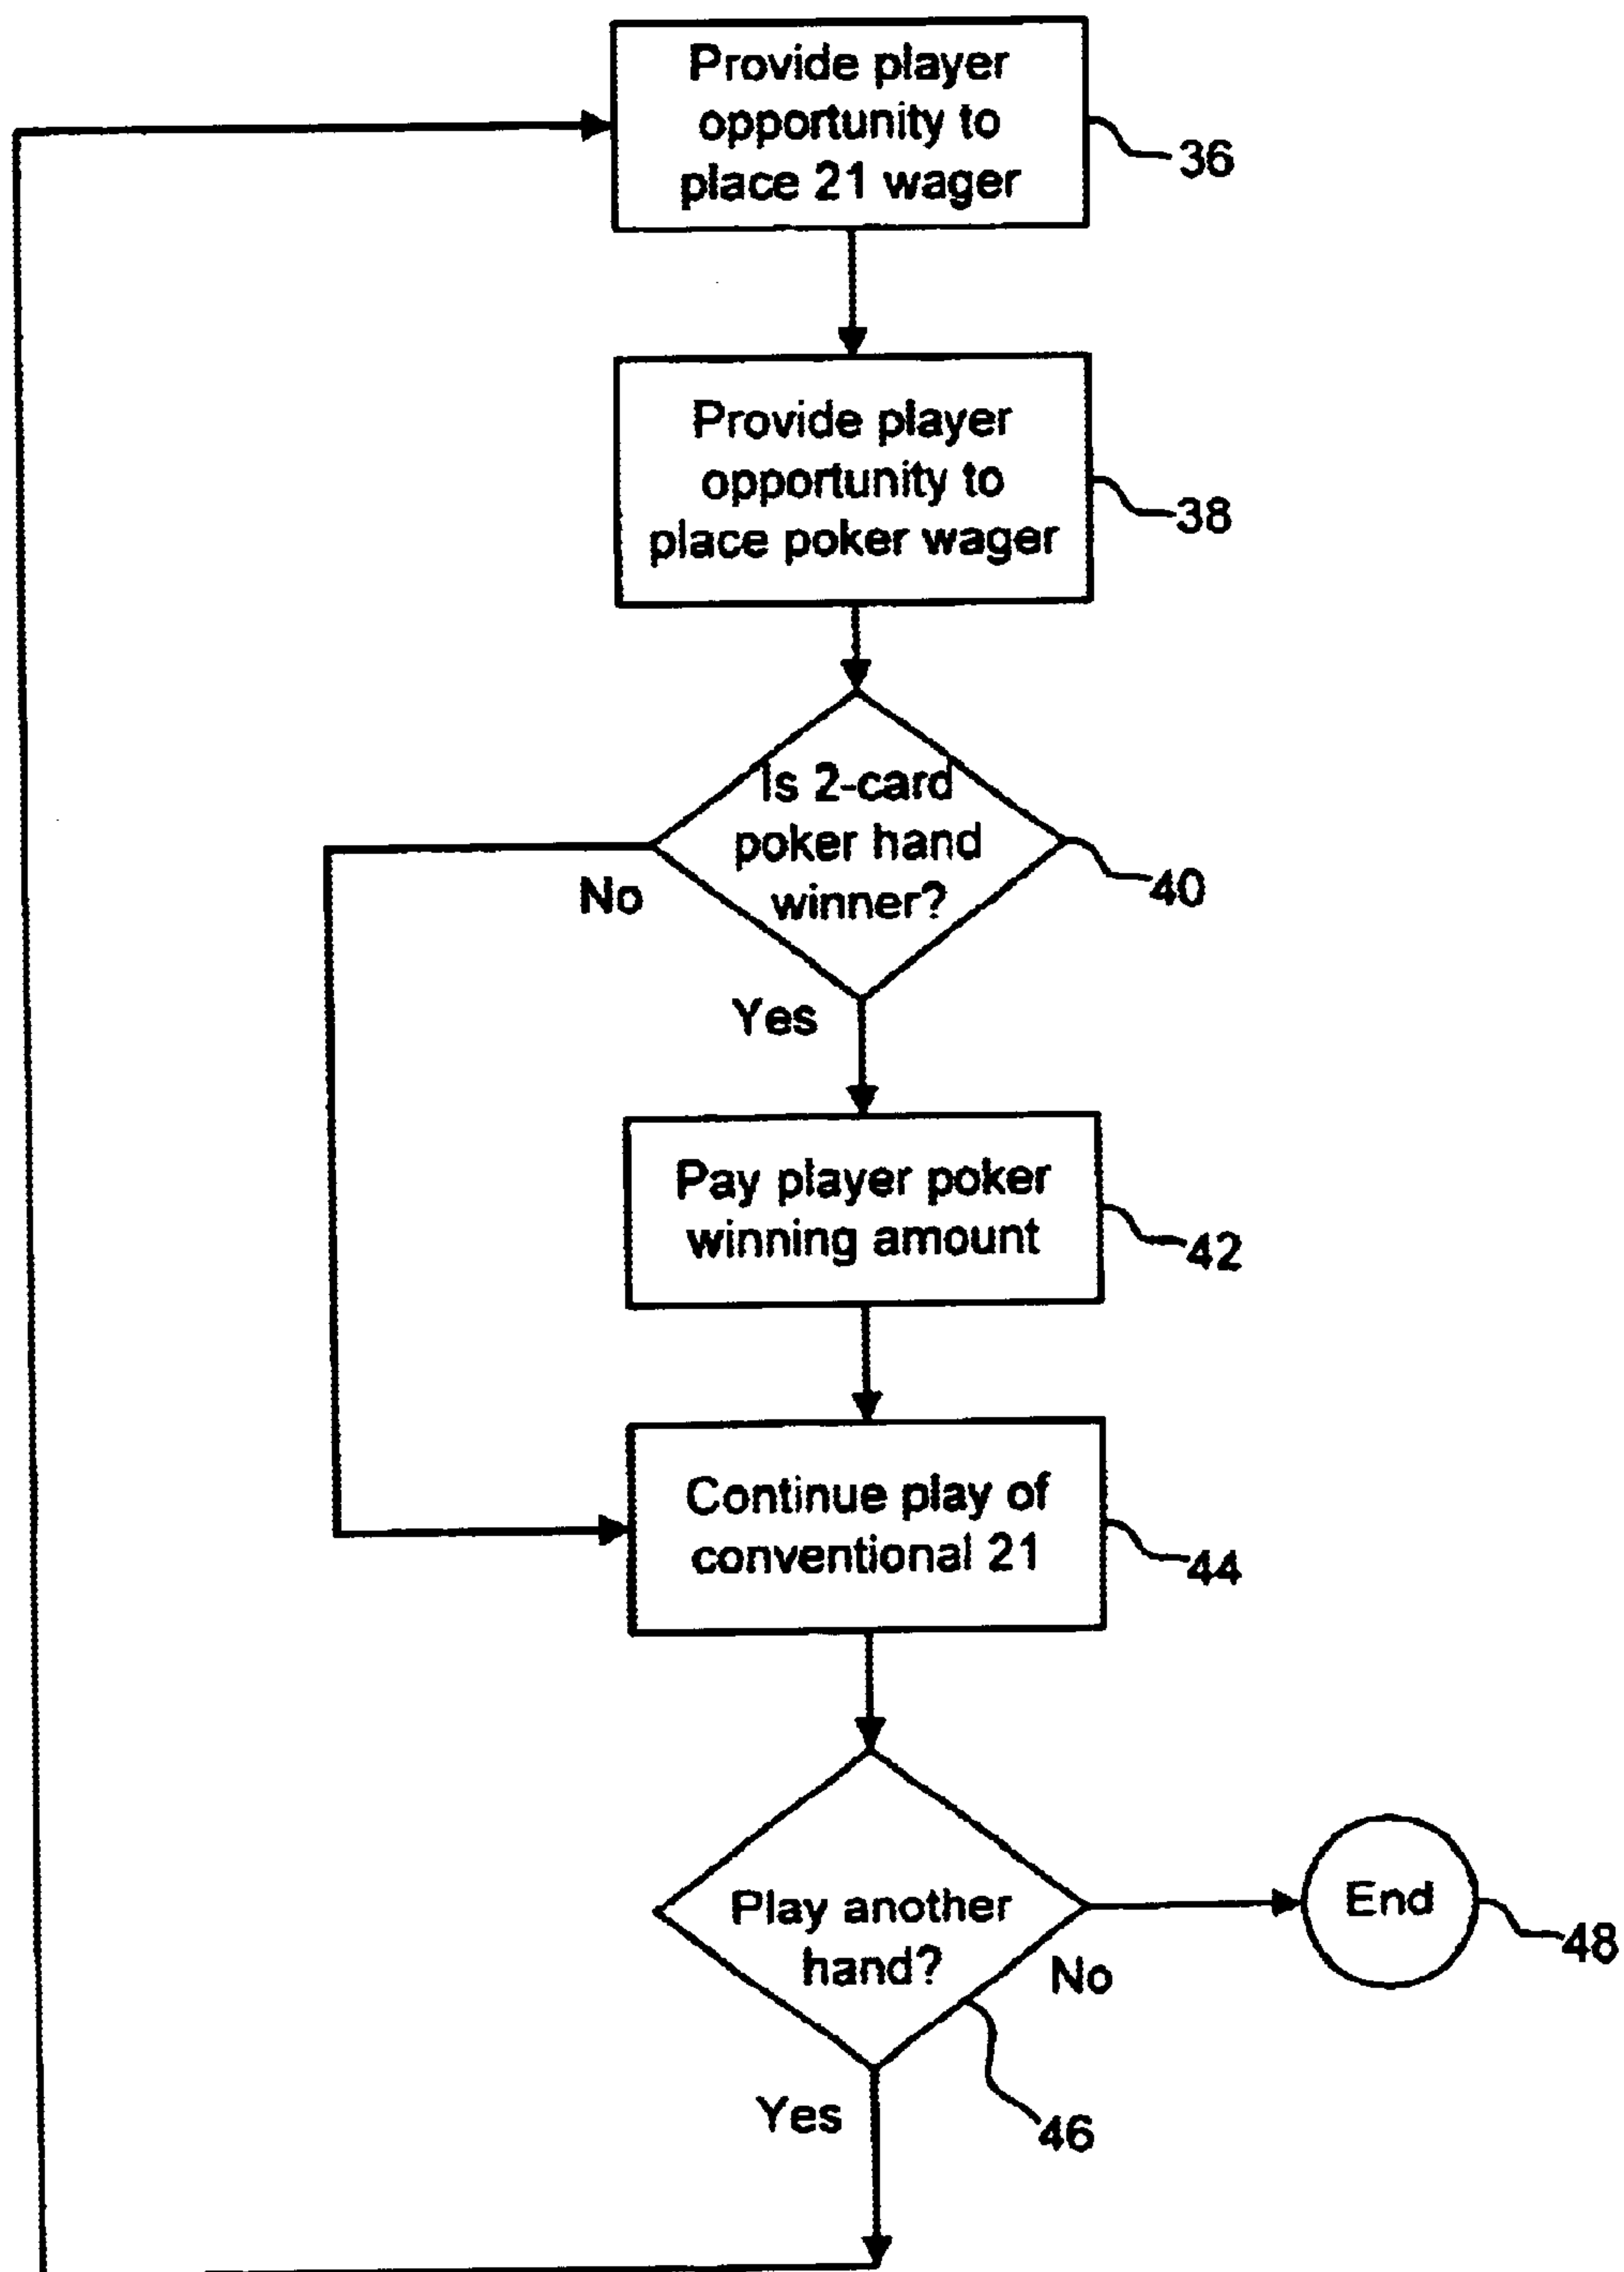 Provide player
opportunity to
place 21 wager
36
Provide player
opportunity to
place poker wager
38
Is 2-card
poker hand
winner?
40
No
Yes
Pay player poker
winning amount
42
Continue play of
conventional 21
44
Play another
hand?
No
End
48
Yes
46